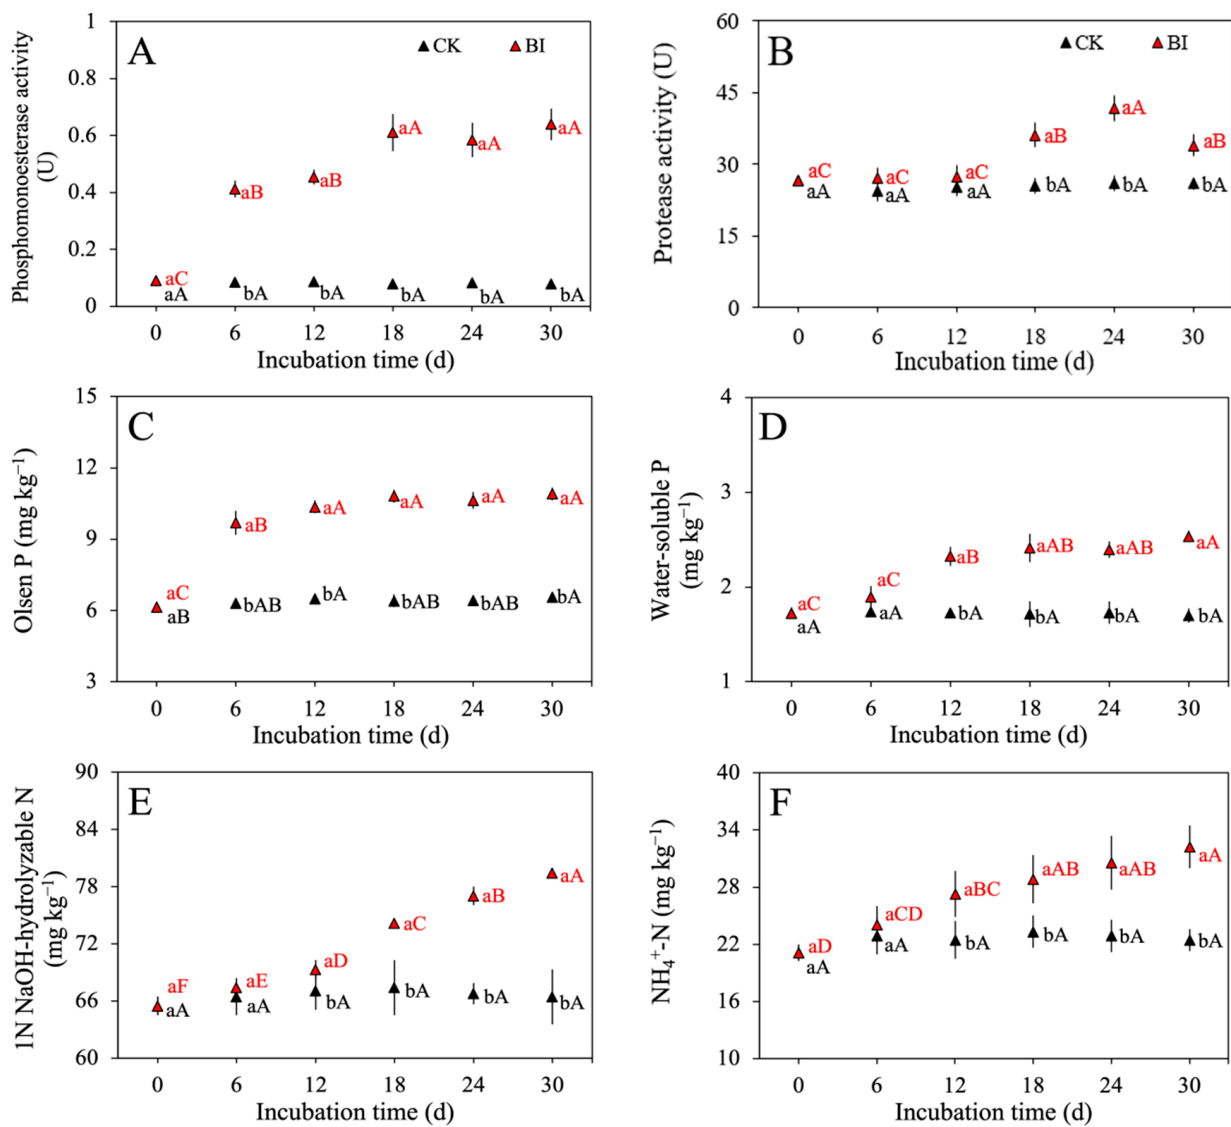 A
CK
BI
Phosphomonoesterase activity
(U)
1
0.8
0.6
0.4
0.2
0
aC
aA
aB
bA
aB
bA
aA
bA
aA
bA
aA
bA
0
6
12
18
24
30
Incubation time (d)
B
CK
BI
Protease activity (U)
60
45
30
15
0
aC
aA
aC
aA
aC
aA
aB
bA
aA
bA
aB
bA
0
6
12
18
24
30
Incubation time (d)
C
Olsen P (mg kg⁻¹)
15
12
9
6
3
aC
aB
aB
bAB
aA
bA
aA
bAB
aA
bAB
aA
bA
0
6
12
18
24
30
Incubation time (d)
D
Water-soluble P
(mg kg⁻¹)
4
3
2
1
aC
aA
aC
aA
aB
bA
aAB
bA
aAB
bA
aA
bA
0
6
12
18
24
30
Incubation time (d)
E
1N NaOH-hydrolyzable N
(mg kg⁻¹)
90
84
78
72
66
60
aF
aA
aE
aA
aD
bA
aC
bA
aB
bA
aA
bA
0
6
12
18
24
30
Incubation time (d)
F
NH₄⁺-N (mg kg⁻¹)
40
34
28
22
16
10
aD
aA
aCD
aA
aBC
bA
aAB
bA
aAB
bA
aA
bA
0
6
12
18
24
30
Incubation time (d)